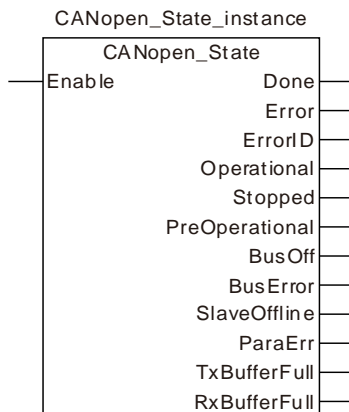 CANopen_State_instance
CANopen_State
Enable Done
Error
ErrorID
Operational
Stopped
PreOperational
BusOff
BusError
SlaveOffline
ParaErr
TxBufferFull
RxBufferFull